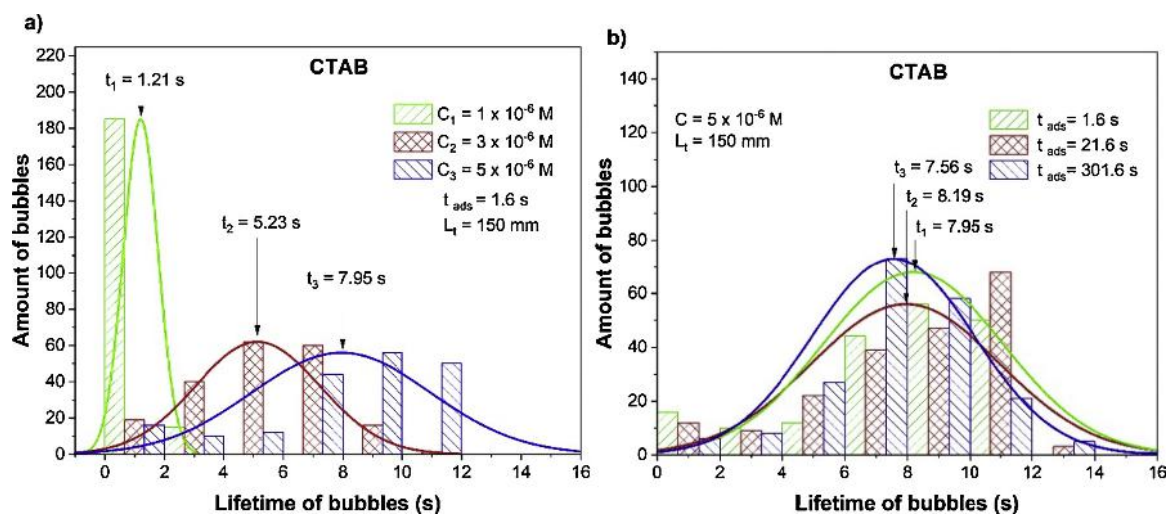 a)
CTAB
t₁ = 1.21 s
C₁ = 1 x 10⁻⁶ M
C₂ = 3 x 10⁻⁶ M
C₃ = 5 x 10⁻⁶ M
t ads = 1.6 s
Lₜ = 150 mm
t₂ = 5.23 s
t₃ = 7.95 s
Amount of bubbles
220
200
180
160
140
120
100
80
60
40
20
0
0 2 4 6 8 10 12 14 16
Lifetime of bubbles (s)
b)
CTAB
C = 5 x 10⁻⁶ M
Lₜ = 150 mm
t ads = 1.6 s
t ads = 21.6 s
t ads = 301.6 s
t₃ = 7.56 s
t₂ = 8.19 s
t₁ = 7.95 s
Amount of bubbles
140
120
100
80
60
40
20
0
0 2 4 6 8 10 12 14 16
Lifetime of bubbles (s)